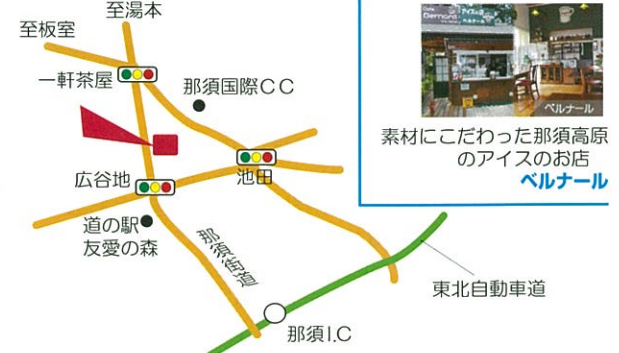 至湯本
至板室
一軒茶屋
那須国際CC
広谷地
池田
道の駅
友愛の森
那須街道
那須I.C
東北自動車道
ベルナール
素材にこだわった那須高原
のアイスのお店
ベルナール